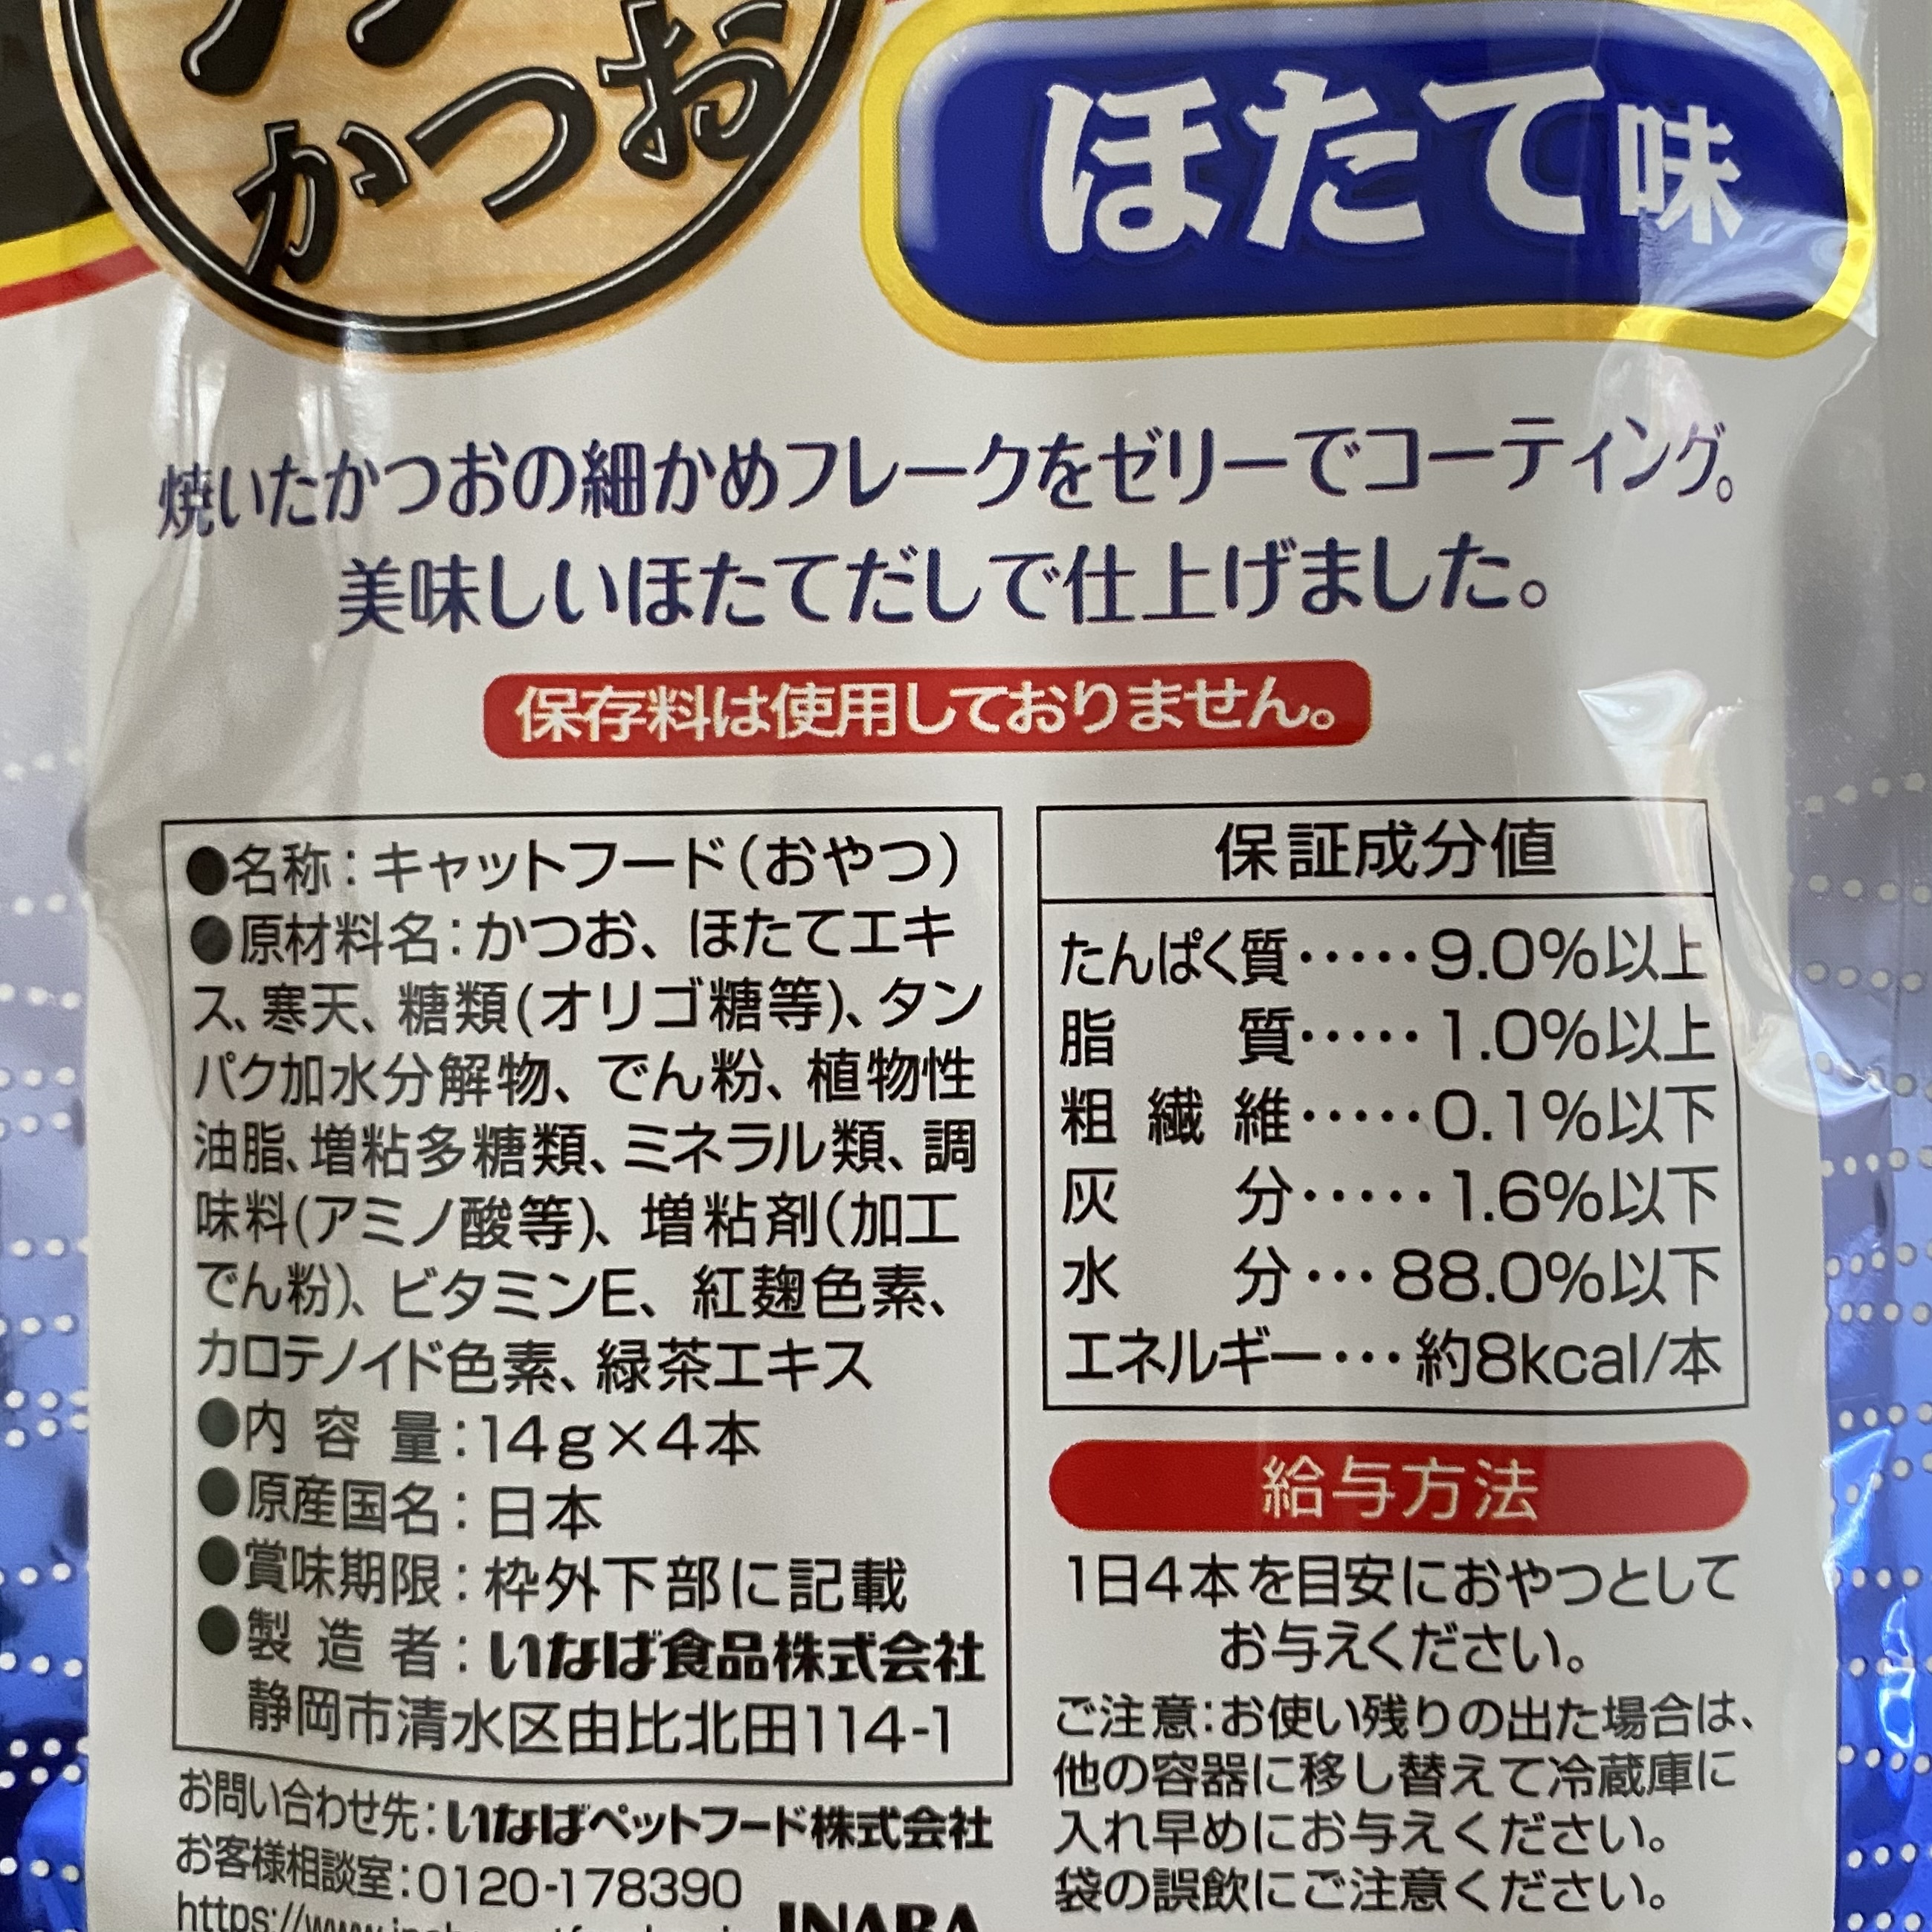 かつお
ほたて味
焼いたかつおの細かめフレークをゼリーでコーティング。
美味しいほたてだしで仕上げました。
保存料は使用しておりません。
●名称：キャットフード（おやつ）
●原材料名：かつお、ほたてエキ
ス、寒天、糖類(オリゴ糖等)、タン
パク加水分解物、でん粉、植物性
油脂、増粘多糖類、ミネラル類、調
味料(アミノ酸等)、増粘剤（加工
でん粉）、ビタミンE、紅麹色素、
カロテノイド色素、緑茶エキス
●内容量：14g×4本
●原産国名：日本
●賞味期限：枠外下部に記載
●製造者：いなば食品株式会社
静岡市清水区由比北田114-1
お問い合わせ先：いなばペットフード株式会社
お客様相談室：0120-178390
INABA
保証成分値
たんぱく質‥‥‥9.0%以上
脂質‥‥‥1.0%以上
粗繊維‥‥‥0.1%以下
灰分‥‥‥1.6%以下
水分…88.0%以下
エネルギー…約8kcal/本
給与方法
1日4本を目安におやつとして
お与えください。
ご注意：お使い残りの出た場合は、
他の容器に移し替えて冷蔵庫に
入れ早めにお与えください。
袋の誤飲にご注意ください。